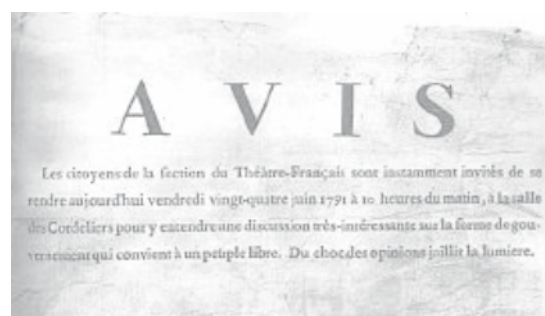 AVIS
Les citoyens de la section du Théâtre-Français sont instamment invités de se
rendre aujourd'hui vendredi vingt-quatre juin 1791 à 10 heures du matin, à la salle
des Cordeliers pour y entendre une discussion très-intéressante sur la forme de gou-
vernement qui convient à un peuple libre. Du choc des opinions jaillit la lumiere.